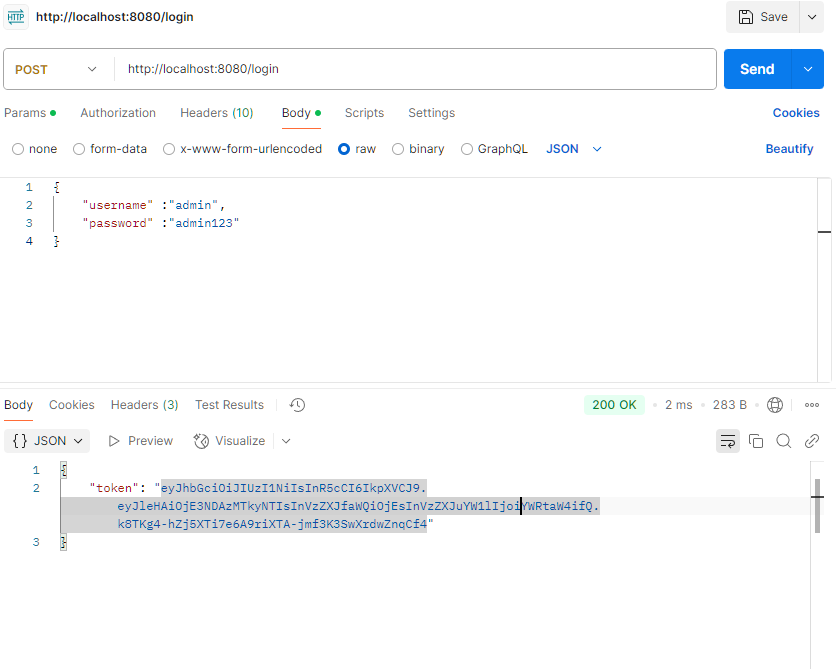 HTTP http://localhost:8080/login Save
POST http://localhost:8080/login Send
Params Authorization Headers (10) Body Scripts Settings Cookies
none form-data x-www-form-urlencoded raw binary GraphQL JSON Beautify
1 {
2 "username" :"admin",
3 "password" :"admin123"
4 }
Body Cookies Headers (3) Test Results 200 OK • 2 ms • 283 B •
{} JSON Preview Visualize
1 {
2 "token": "eyJhbGciOiJIUzI1NiIsInR5cCI6IkpXVCJ9.
eyJleHAiOjE3NDAzMTkyNTIsInVzZXJfaWQiOjEsInVzZXJuYW1lIjoiYWRtaW4ifQ.
k8TKg4-hZj5XTi7e6A9riXTA-jmf3K3SwXrdwZnqCf4"
3 }